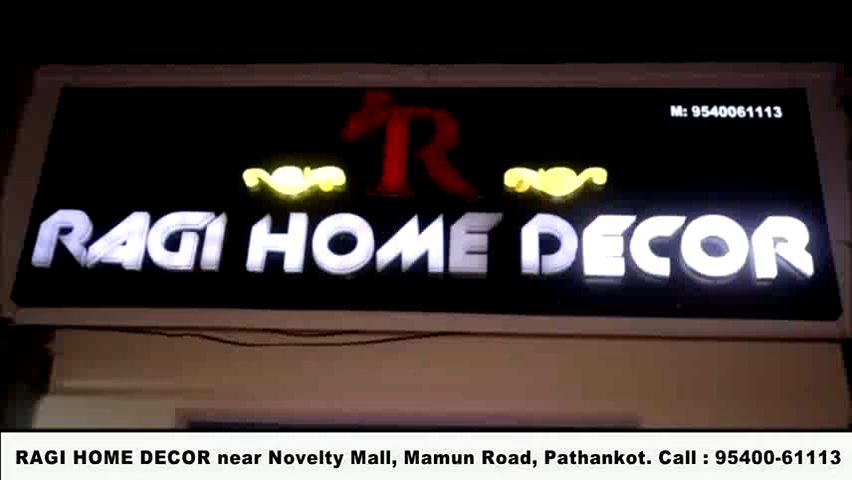 R
M: 9540061113
RAGI HOME DECOR
RAGI HOME DECOR near Novelty Mall, Mamun Road, Pathankot. Call : 95400-61113